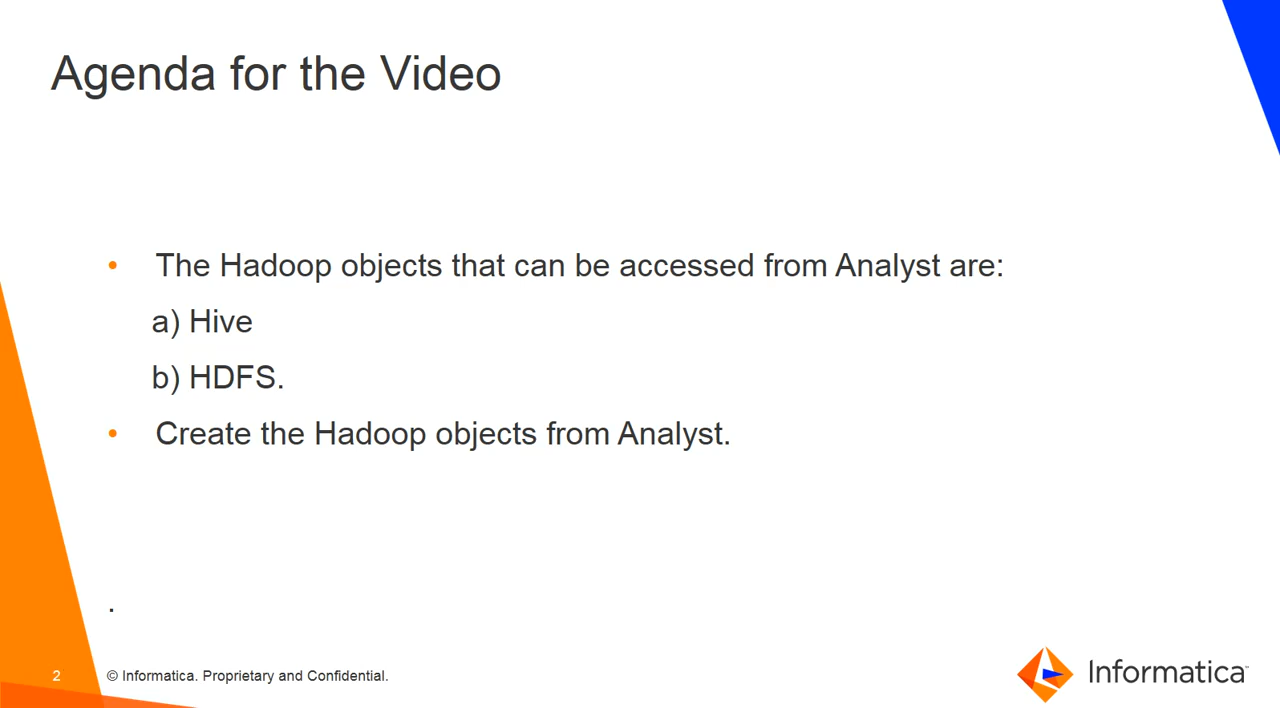 Agenda for the Video
• The Hadoop objects that can be accessed from Analyst are:
a) Hive
b) HDFS.
• Create the Hadoop objects from Analyst.
.
2 © Informatica. Proprietary and Confidential.
Informatica™